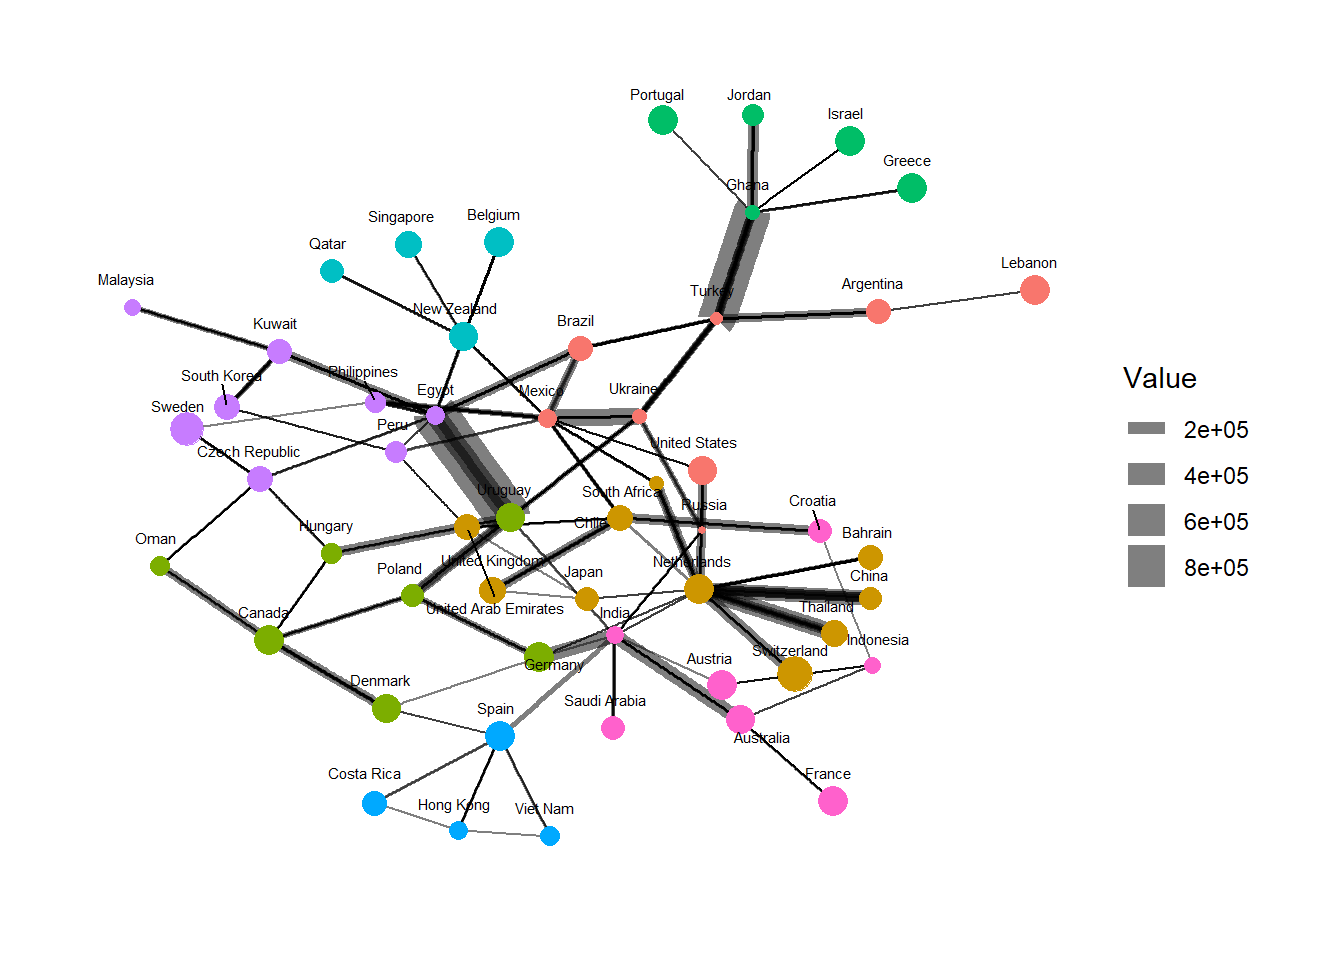 Portugal
Jordan
Israel
Greece
Ghana
Singapore
Belgium
Qatar
Lebanon
Malaysia
Argentina
Turkey
New Zealand
Brazil
Kuwait
South Korea
Philippines
Egypt
Mexico
Ukraine
Sweden
Peru
United States
Czech Republic
Uruguay
South Africa
Russia
Croatia
Hungary
Chile
Bahrain
Oman
Poland
United Kingdom
Japan
Netherlands
China
Canada
United Arab Emirates
India
Thailand
Indonesia
Germany
Austria
Switzerland
Denmark
Spain
Saudi Arabia
Australia
Costa Rica
Hong Kong
Viet Nam
France
Value
2e+05
4e+05
6e+05
8e+05